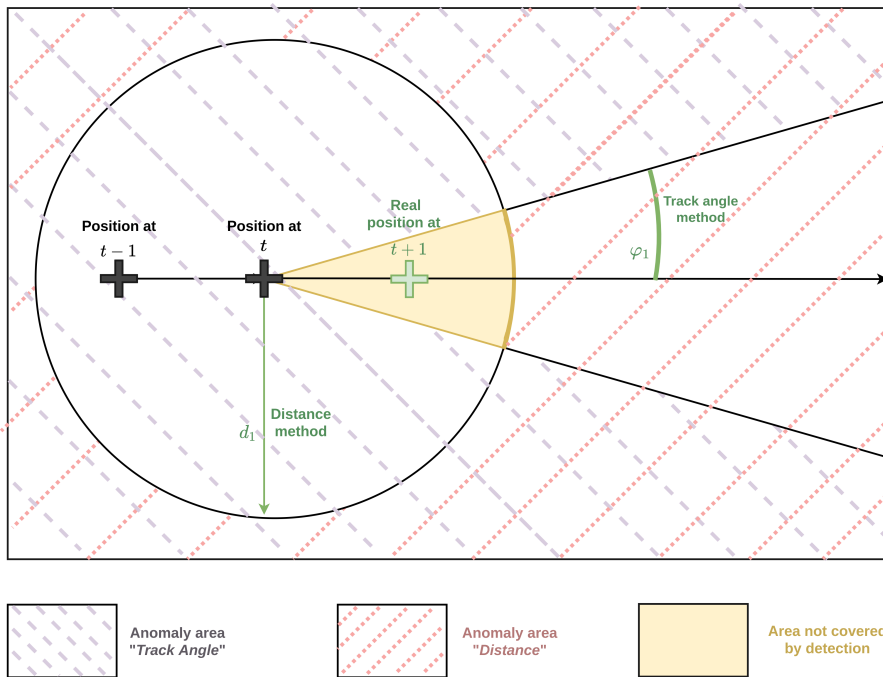 Real
position at
t + 1
Position at
t − 1
Position at
t
Track angle
method
φ₁
Distance
method
d₁
Anomaly area
"Track Angle"
Anomaly area
"Distance"
Area not covered
by detection